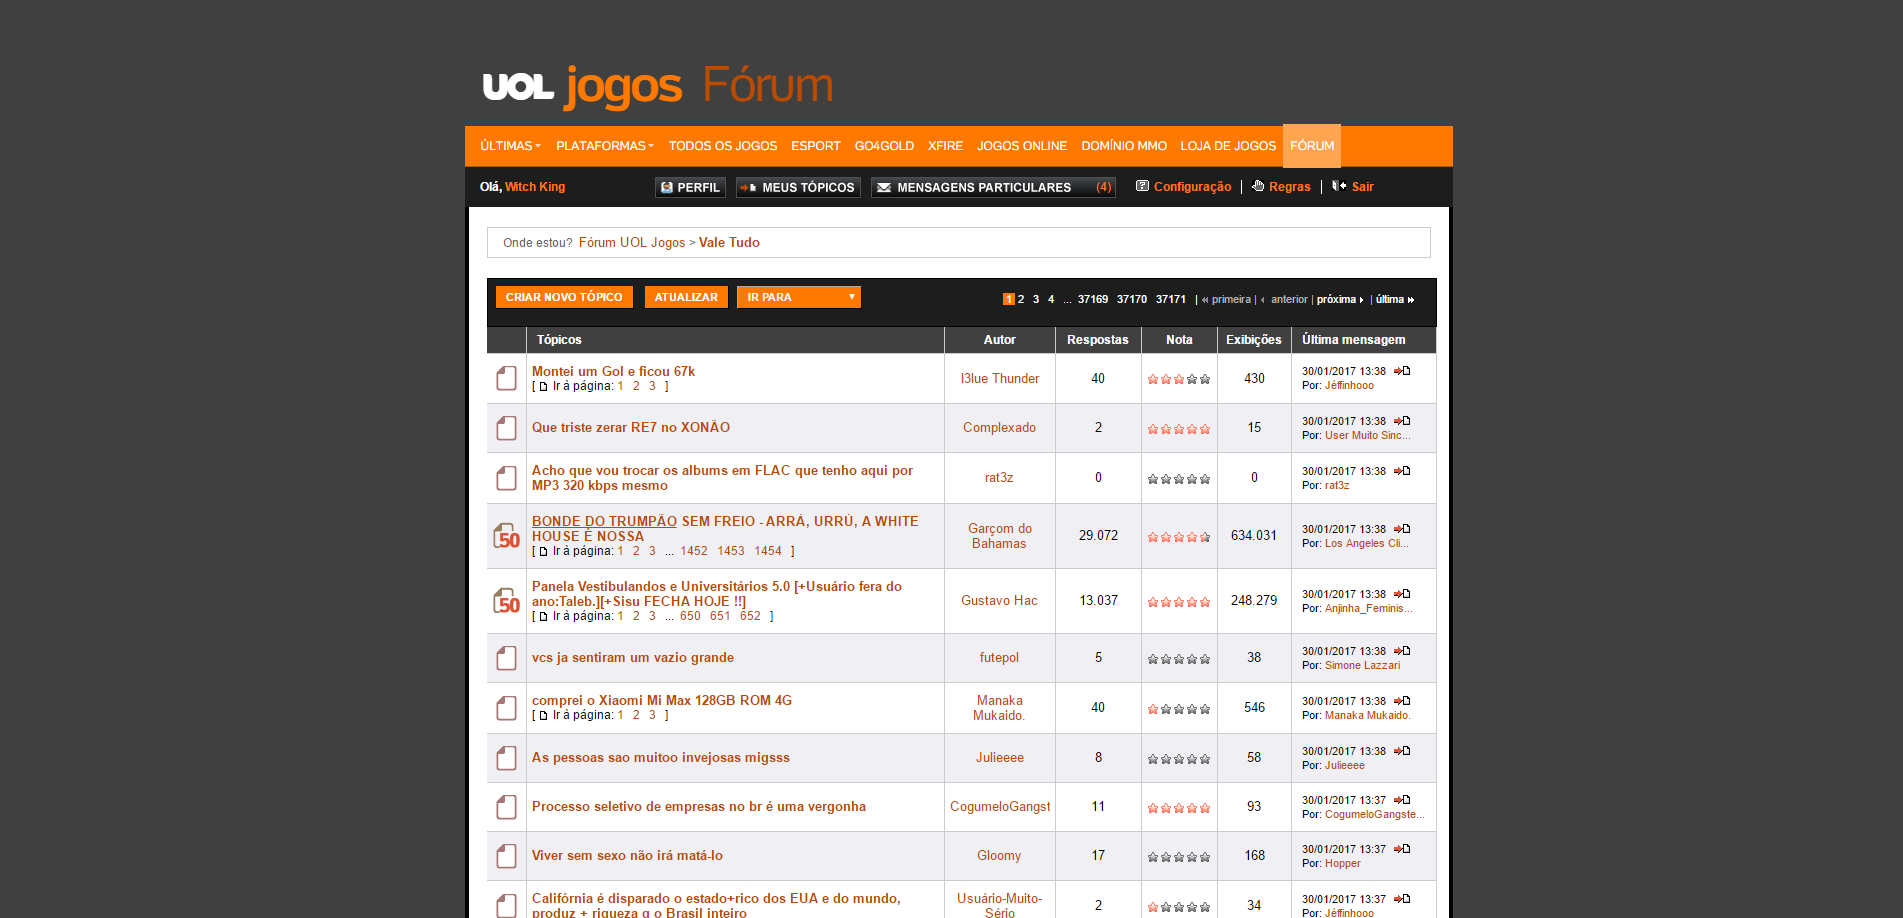 UOL jogos Fórum
ÚLTIMAS PLATAFORMAS TODOS OS JOGOS ESPORT GO4GOLD XFIRE JOGOS ONLINE DOMÍNIO MMO LOJA DE JOGOS FÓRUM
Olá, Witch King PERFIL MEUS TÓPICOS MENSAGENS PARTICULARES (4) Configuração | Regras | Sair
Onde estou? Fórum UOL Jogos > Vale Tudo
CRIAR NOVO TÓPICO ATUALIZAR IR PARA 1 2 3 4 ... 37169 37170 37171 | primeira | anterior | próxima | última
Tópicos Autor Respostas Nota Exibições Última mensagem
Montei um Gol e ficou 67k
[ Ir à página: 1 2 3 ]
l3lue Thunder 40 430
30/01/2017 13:38
Por: Jéffinhooo
Que triste zerar RE7 no XONÃO
Complexado 2 15
30/01/2017 13:38
Por: User Muito Sinc...
Acho que vou trocar os albums em FLAC que tenho aqui por
MP3 320 kbps mesmo
rat3z 0 0
30/01/2017 13:38
Por: rat3z
BONDE DO TRUMPÃO SEM FREIO - ARRÁ, URRÚ, A WHITE
HOUSE É NOSSA
[ Ir à página: 1 2 3 ... 1452 1453 1454 ]
50
Garçom do
Bahamas
29.072 634.031
30/01/2017 13:38
Por: Los Angeles Cli...
Panela Vestibulandos e Universitários 5.0 [+Usuário fera do
ano:Taleb.][+Sisu FECHA HOJE !!]
[ Ir à página: 1 2 3 ... 650 651 652 ]
50
Gustavo Hac 13.037 248.279
30/01/2017 13:38
Por: Anjinha_Feminis...
vcs ja sentiram um vazio grande
futepol 5 38
30/01/2017 13:38
Por: Simone Lazzari
comprei o Xiaomi Mi Max 128GB ROM 4G
[ Ir à página: 1 2 3 ]
Manaka
Mukaido.
40 546
30/01/2017 13:38
Por: Manaka Mukaido.
As pessoas sao muitoo invejosas migsss
Julieeee 8 58
30/01/2017 13:38
Por: Julieeee
Processo seletivo de empresas no br é uma vergonha
CogumeloGangst 11 93
30/01/2017 13:37
Por: CogumeloGangste...
Viver sem sexo não irá matá-lo
Gloomy 17 168
30/01/2017 13:37
Por: Hopper
Califórnia é disparado o estado+rico dos EUA e do mundo,
produz + riqueza q o Brasil inteiro
Usuário-Muito-
Sério
2 34
30/01/2017 13:37
Por: Jéffinhooo